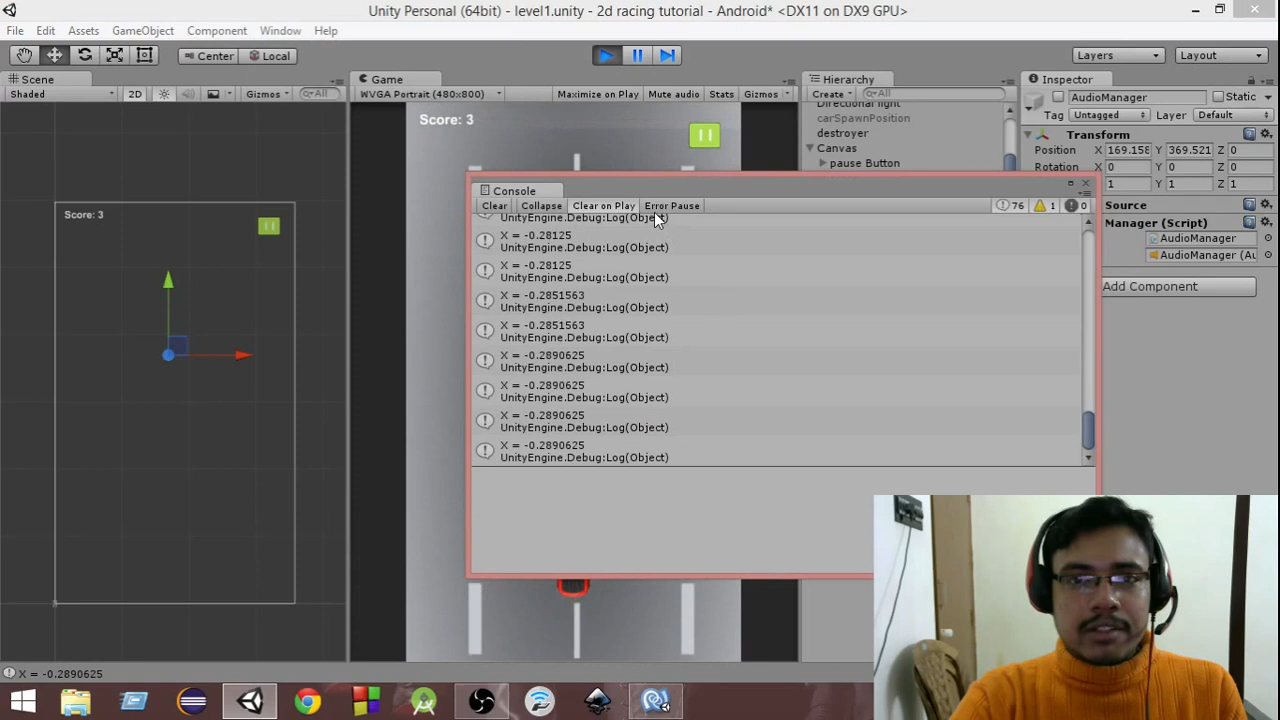 Unity Personal (64bit) - level1.unity - 2d racing tutorial - Android* <DX11 on DX9 GPU>
File Edit Assets GameObject Component Window Help
Center Local Layers Layout
Scene
Shaded 2D Gizmos All
Score: 3
Game
WVGA Portrait (480x800) Maximize on Play Mute audio Stats Gizmos
Score: 3
Hierarchy
Create All
Directional light
carSpawnPosition
destroyer
Canvas
pause Button
Inspector
AudioManager Static
Tag Untagged Layer Default
Transform
Position X 169.158 Y 369.521 Z 0
Rotation X 0 Y 0 Z 0
1 Y 1 Z 1
Source
Manager (Script)
AudioManager
AudioManager (Au
Add Component
Console
Clear Collapse Clear on Play Error Pause 76 1 0
UnityEngine.Debug:Log(Object)
X = -0.28125
UnityEngine.Debug:Log(Object)
X = -0.28125
UnityEngine.Debug:Log(Object)
X = -0.2851563
UnityEngine.Debug:Log(Object)
X = -0.2851563
UnityEngine.Debug:Log(Object)
X = -0.2890625
UnityEngine.Debug:Log(Object)
X = -0.2890625
UnityEngine.Debug:Log(Object)
X = -0.2890625
UnityEngine.Debug:Log(Object)
X = -0.2890625
UnityEngine.Debug:Log(Object)
X = -0.2890625